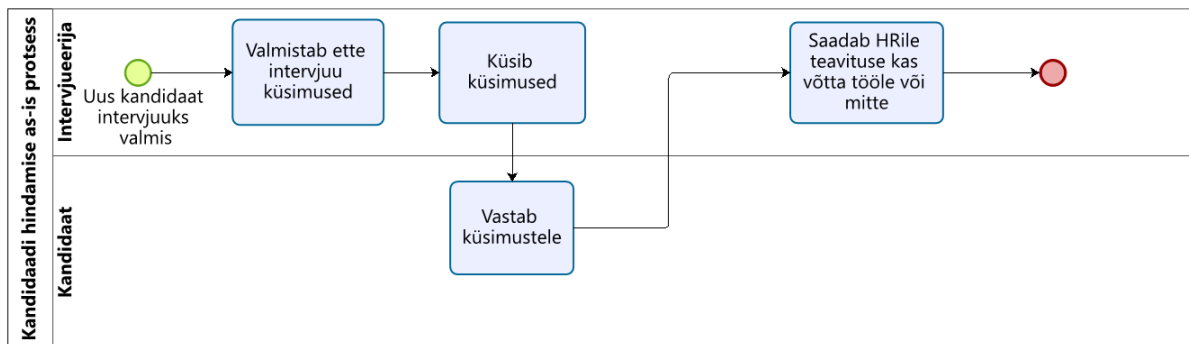 Kandidaadi hindamise as-is protsess
Intervjueerija
Uus kandidaat
intervjuuks
valmis
Valmistab ette
intervjuu
küsimused
Küsib
küsimused
Saadab HRile
teavituse kas
võtta tööle või
mitte
Kandidaat
Vastab
küsimustele